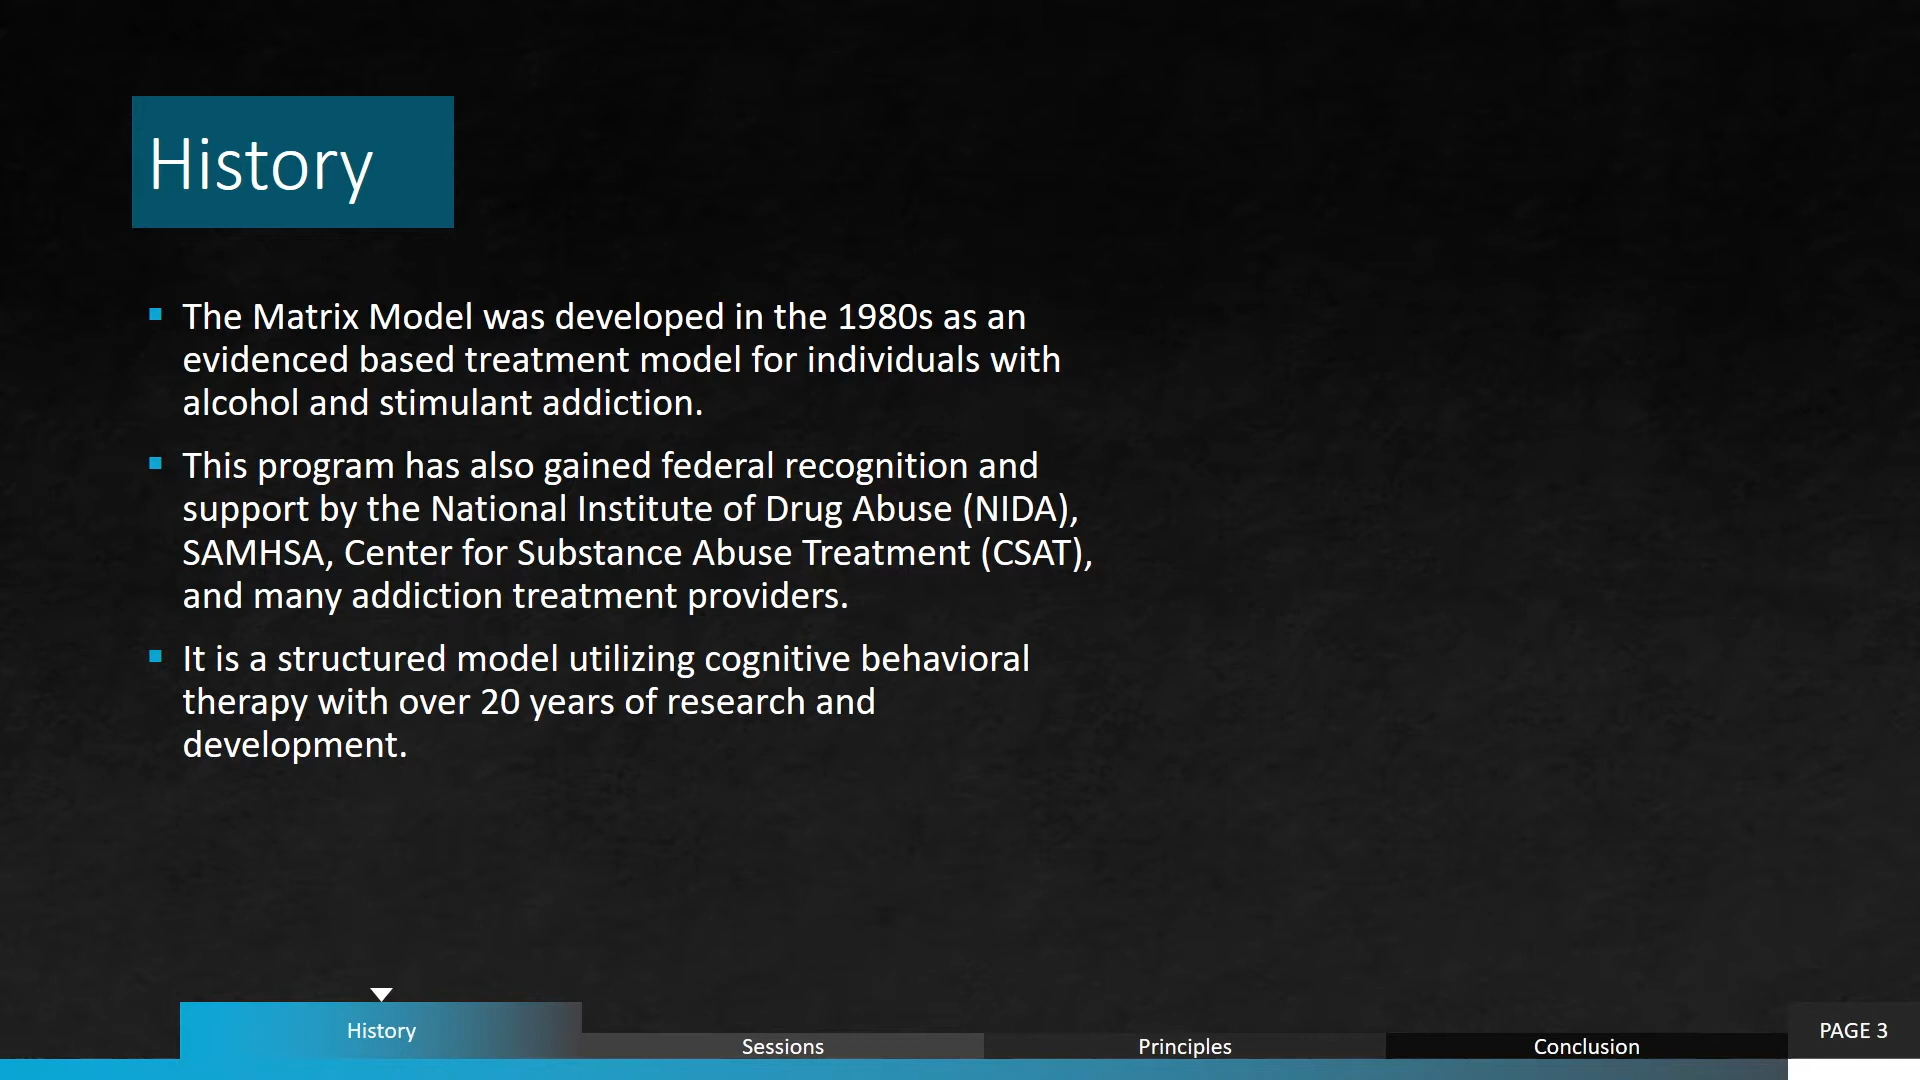 History
The Matrix Model was developed in the 1980s as an
evidenced based treatment model for individuals with
alcohol and stimulant addiction.
This program has also gained federal recognition and
support by the National Institute of Drug Abuse (NIDA),
SAMHSA, Center for Substance Abuse Treatment (CSAT),
and many addiction treatment providers.
It is a structured model utilizing cognitive behavioral
therapy with over 20 years of research and
development.
History
Sessions
Principles
Conclusion
PAGE 3